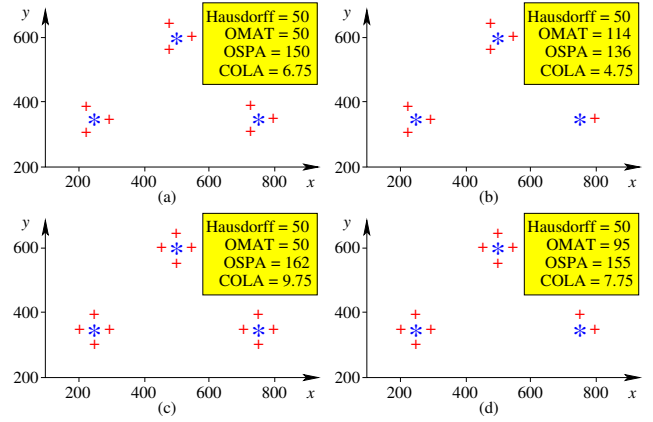 y
Hausdorff = 50
OMAT = 50
OSPA = 150
COLA = 6.75
600
400
200
200 400 600 800 x
(a)
y
Hausdorff = 50
OMAT = 114
OSPA = 136
COLA = 4.75
600
400
200
200 400 600 800 x
(b)
y
Hausdorff = 50
OMAT = 50
OSPA = 162
COLA = 9.75
600
400
200
200 400 600 800 x
(c)
y
Hausdorff = 50
OMAT = 95
OSPA = 155
COLA = 7.75
600
400
200
200 400 600 800 x
(d)